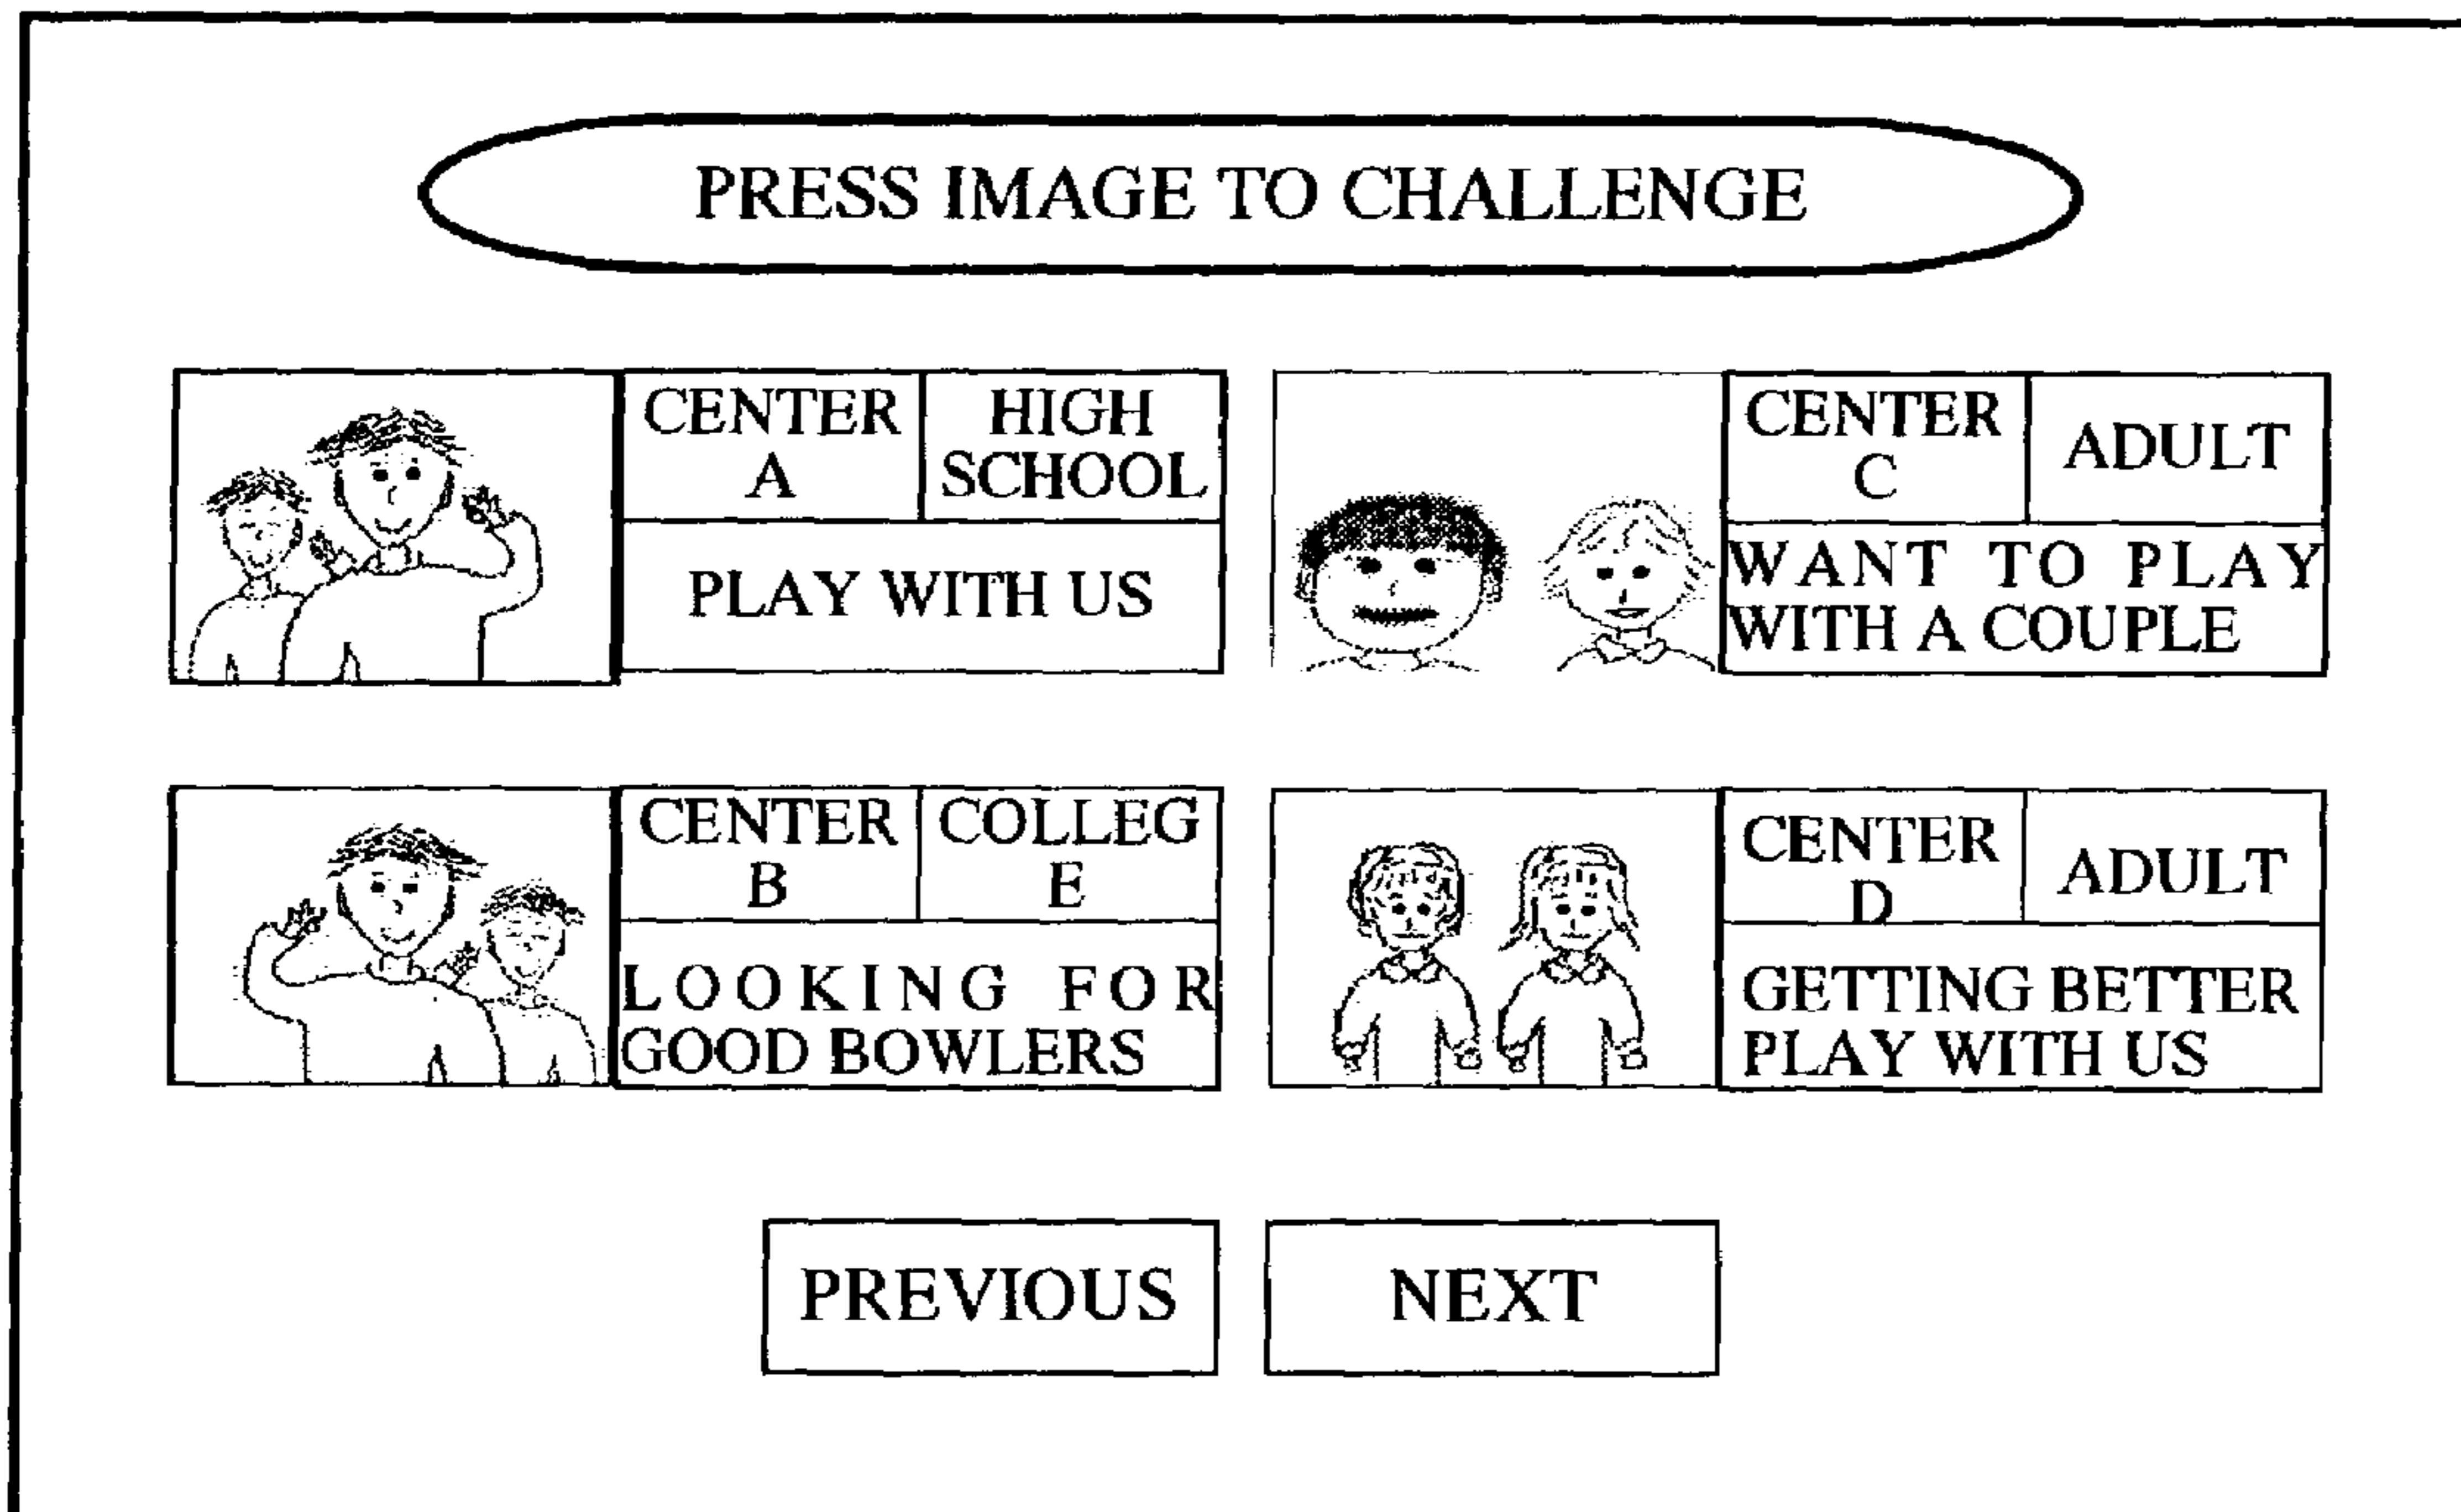 PRESS IMAGE TO CHALLENGE
CENTER
A
HIGH
SCHOOL
PLAY WITH US
CENTER
C
ADULT
WANT TO PLAY
WITH A COUPLE
CENTER
B
COLLEG
E
LOOKING FOR
GOOD BOWLERS
CENTER
D
ADULT
GETTING BETTER
PLAY WITH US
PREVIOUS
NEXT